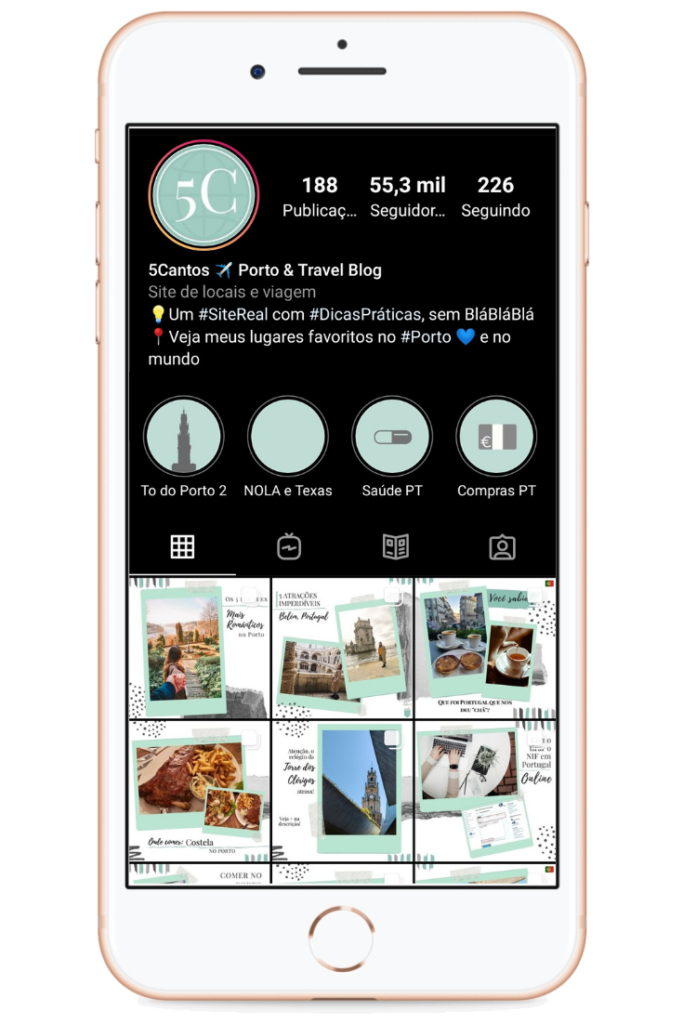 5C
188
55,3 mil
226
Publicaç...
Seguidor...
Seguindo
5Cantos ✈️ Porto & Travel Blog
Site de locais e viagem
💡Um #SiteReal com #DicasPráticas, sem BláBláBlá
📍Veja meus lugares favoritos no #Porto 💙 e no
mundo
€
To do Porto 2
NOLA e Texas
Saúde PT
Compras PT
Os 5
Mais
Românticos
no Porto
ATRAÇÕES
IMPERDÍVEIS
Belém, Portugal
Você sabia
Que foi Portugal que nos
deu "chá"?
Onde comer: Costela
no Porto
Atenção, o
relógio da
Torre dos
Clérigos
Veja + na
descrição!
NIF em
Portugal
Online
COMER NO